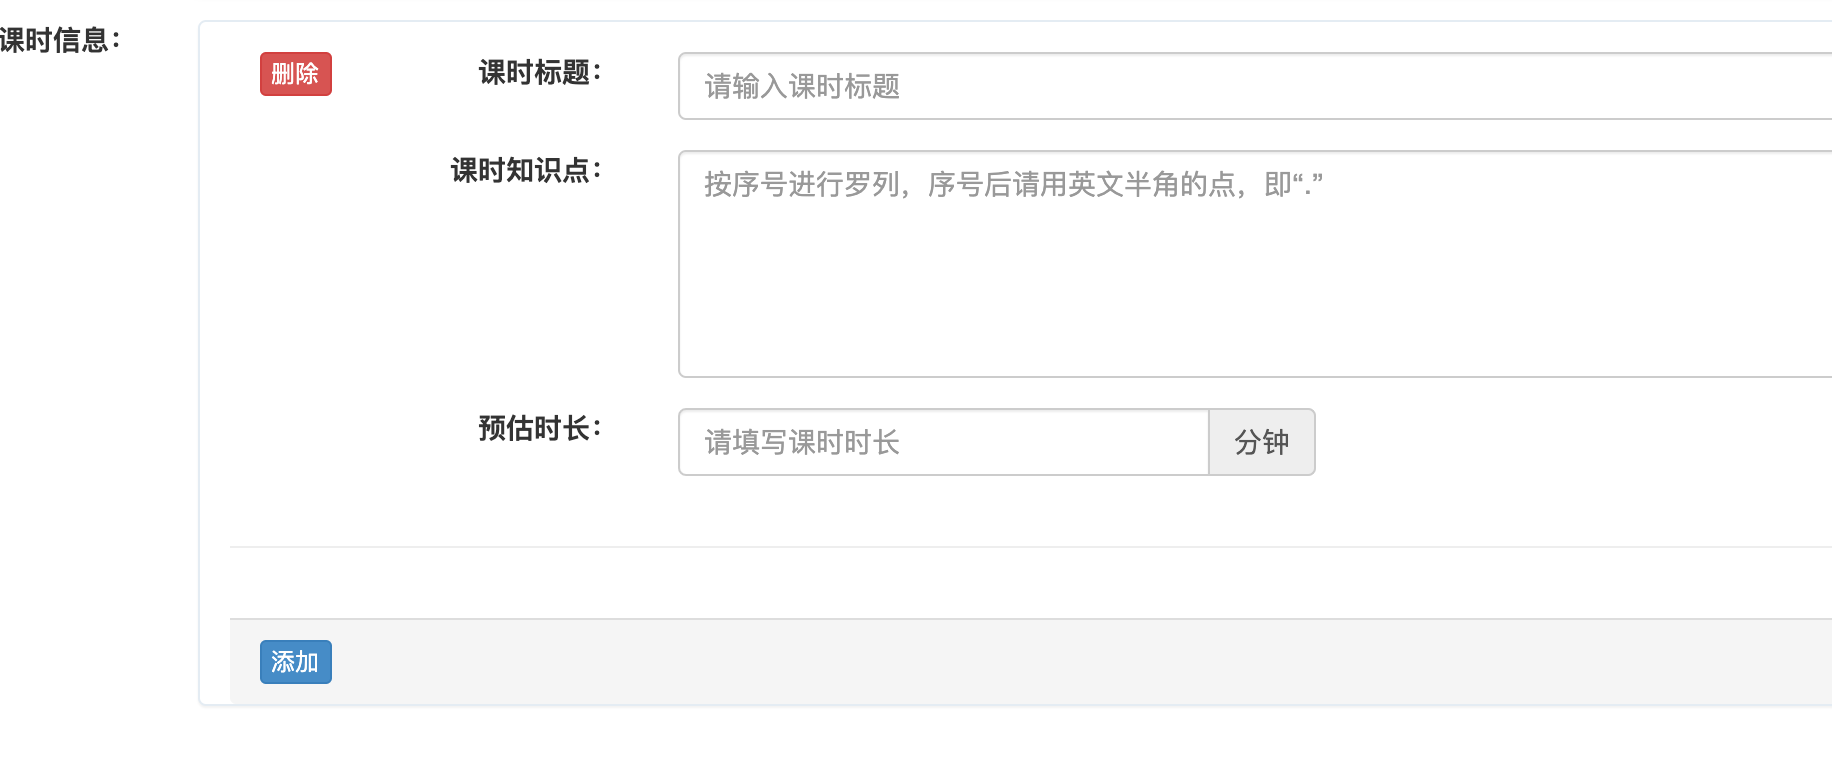 课时信息：
删除
课时标题：
请输入课时标题
课时知识点：
按序号进行罗列，序号后请用英文半角的点，即“.”
预估时长：
请填写课时时长
分钟
添加